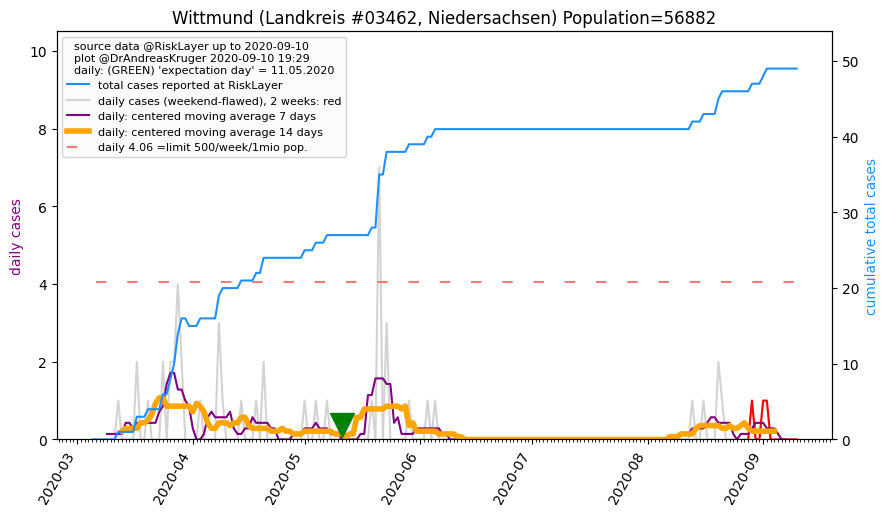 Wittmund (Landkreis #03462, Niedersachsen) Population=56882
source data @RiskLayer up to 2020-09-10
plot @DrAndreasKruger 2020-09-10 19:29
daily: (GREEN) 'expectation day' = 11.05.2020
total cases reported at RiskLayer
daily cases (weekend-flawed), 2 weeks: red
daily: centered moving average 7 days
daily: centered moving average 14 days
daily 4.06 =limit 500/week/1mio pop.
daily cases
10
8
6
4
2
0
cumulative total cases
50
40
30
20
10
0
2020-03
2020-04
2020-05
2020-06
2020-07
2020-08
2020-09